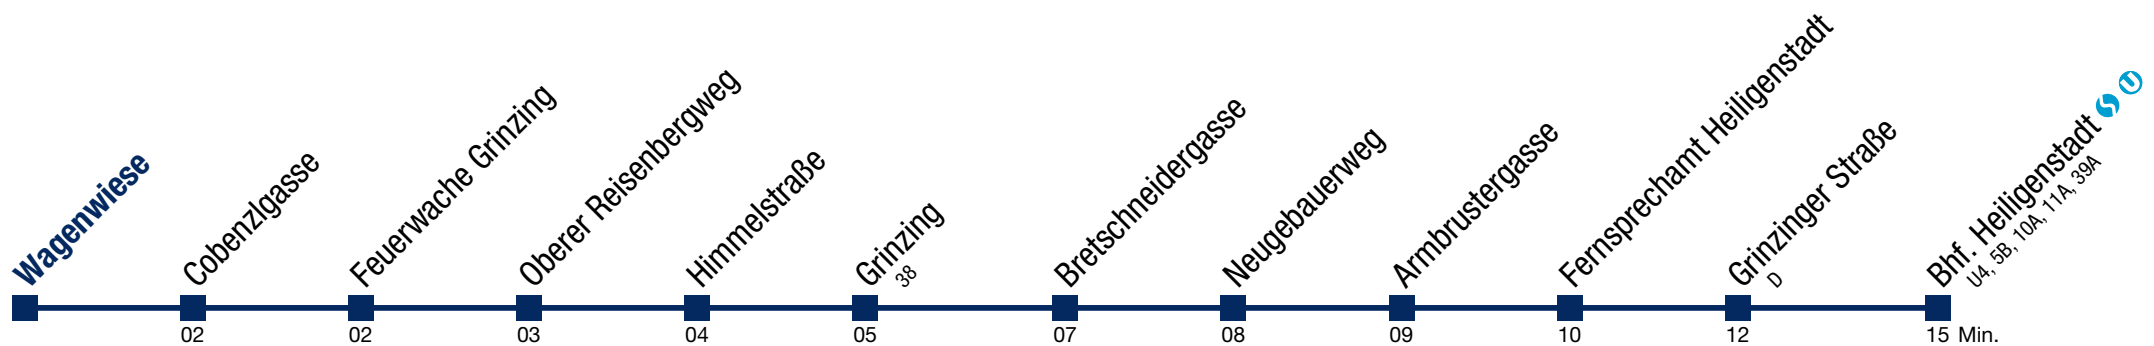 Wagenwiese
Cobenzlgasse
Feuerwache Grinzing
Oberer Reisenbergweg
Himmelstraße
Grinzing
38
Bretschneidergasse
Neugebauerweg
Armbrustergasse
Fernsprechamt Heiligenstadt
Grinzinger Straße
D
Bhf. Heiligenstadt S U
U4, 5B, 10A, 11A, 39A
02 02 03 04 05 07 08 09 10 12 15 Min.